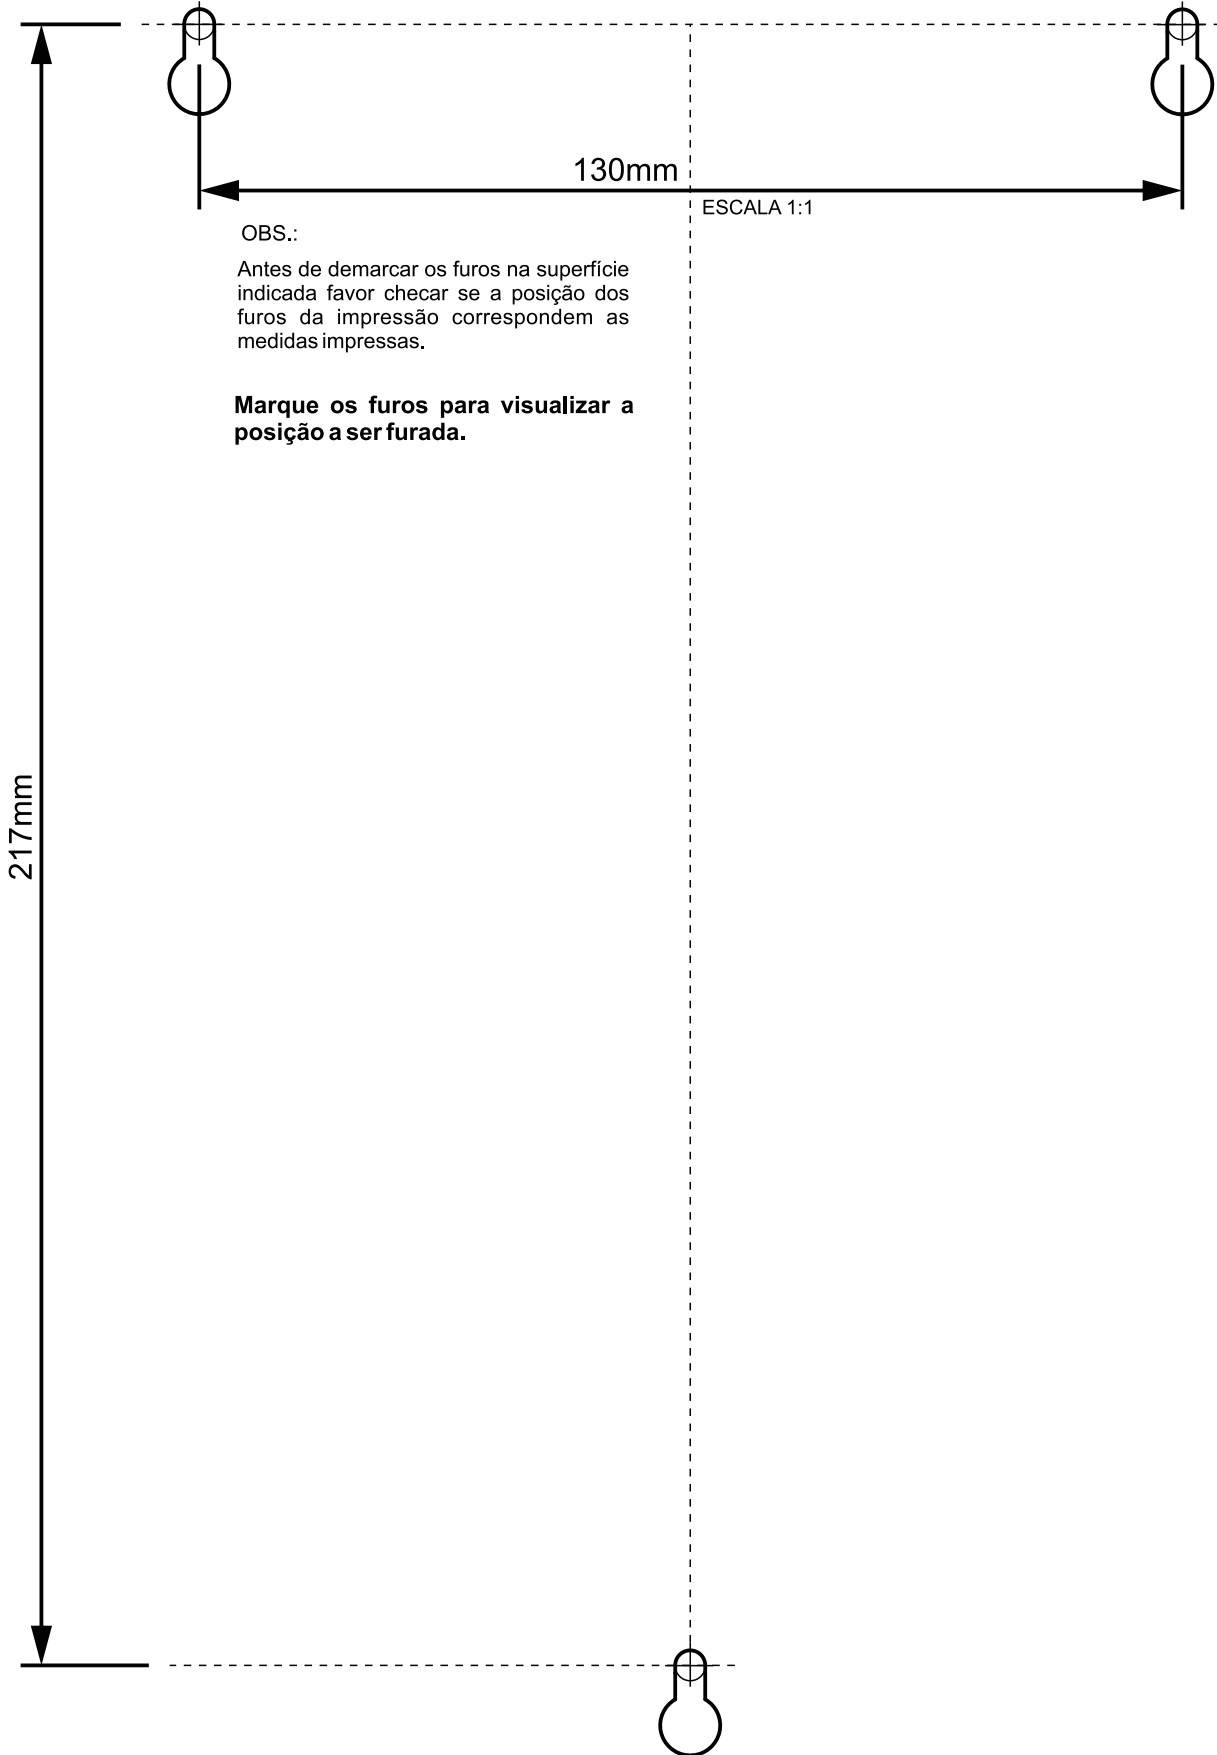 130mm
ESCALA 1:1
OBS.:
Antes de demarcar os furos na superfície
indicada favor checar se a posição dos
furos da impressão correspondem as
medidas impressas.
Marque os furos para visualizar a
posição a ser furada.
217mm